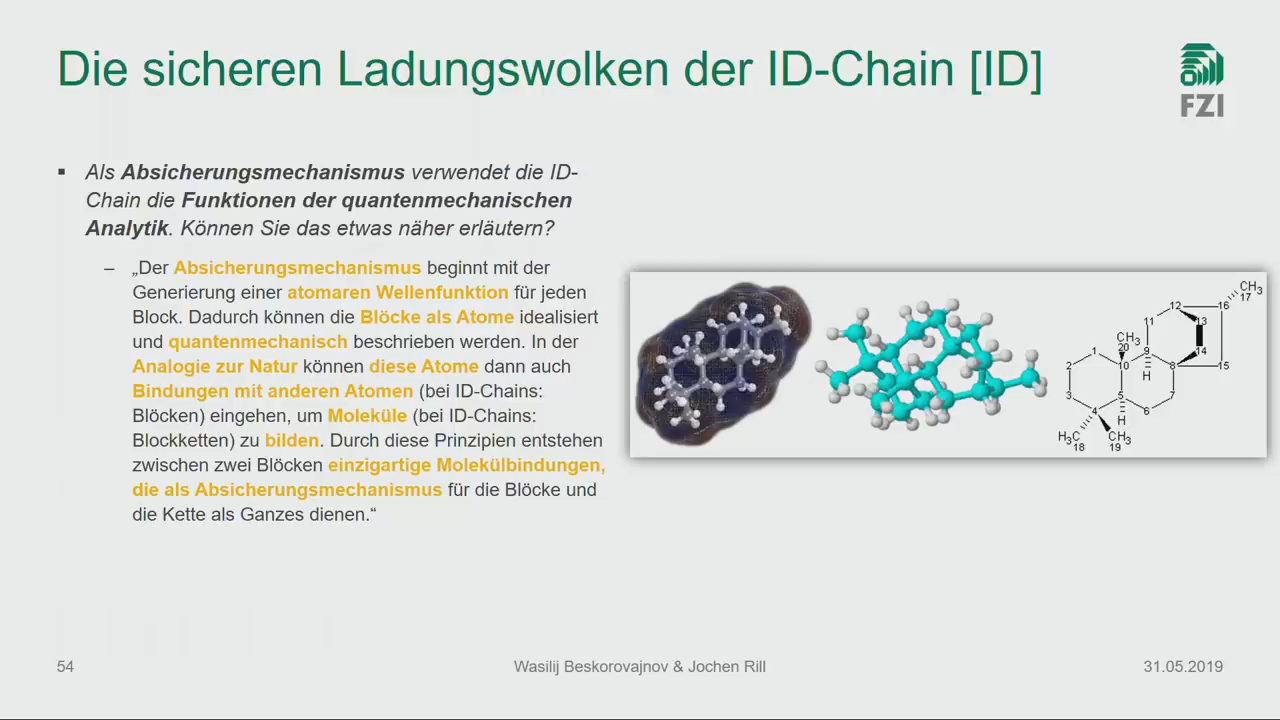 Die sicheren Ladungswolken der ID-Chain [ID]
FZI
▪ Als Absicherungsmechanismus verwendet die ID-
Chain die Funktionen der quantenmechanischen
Analytik. Können Sie das etwas näher erläutern?
– „Der Absicherungsmechanismus beginnt mit der
Generierung einer atomaren Wellenfunktion für jeden
Block. Dadurch können die Blöcke als Atome idealisiert
und quantenmechanisch beschrieben werden. In der
Analogie zur Natur können diese Atome dann auch
Bindungen mit anderen Atomen (bei ID-Chains:
Blöcken) eingehen, um Moleküle (bei ID-Chains:
Blockketten) zu bilden. Durch diese Prinzipien entstehen
zwischen zwei Blöcken einzigartige Molekülbindungen,
die als Absicherungsmechanismus für die Blöcke und
die Kette als Ganzes dienen.“
CH3
17
12
16
11
13
CH3
20
1
9
14
2
10
8
15
H
3
5
7
4
6
H
H3C
CH3
18
19
54
Wasilij Beskorovajnov & Jochen Rill
31.05.2019